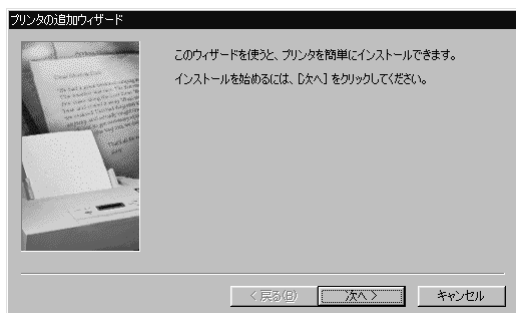 プリンタの追加ウィザード
このウィザードを使うと、プリンタを簡単にインストールできます。
インストールを始めるには、[次へ] をクリックしてください。
< 戻る(B)
次へ >
キャンセル